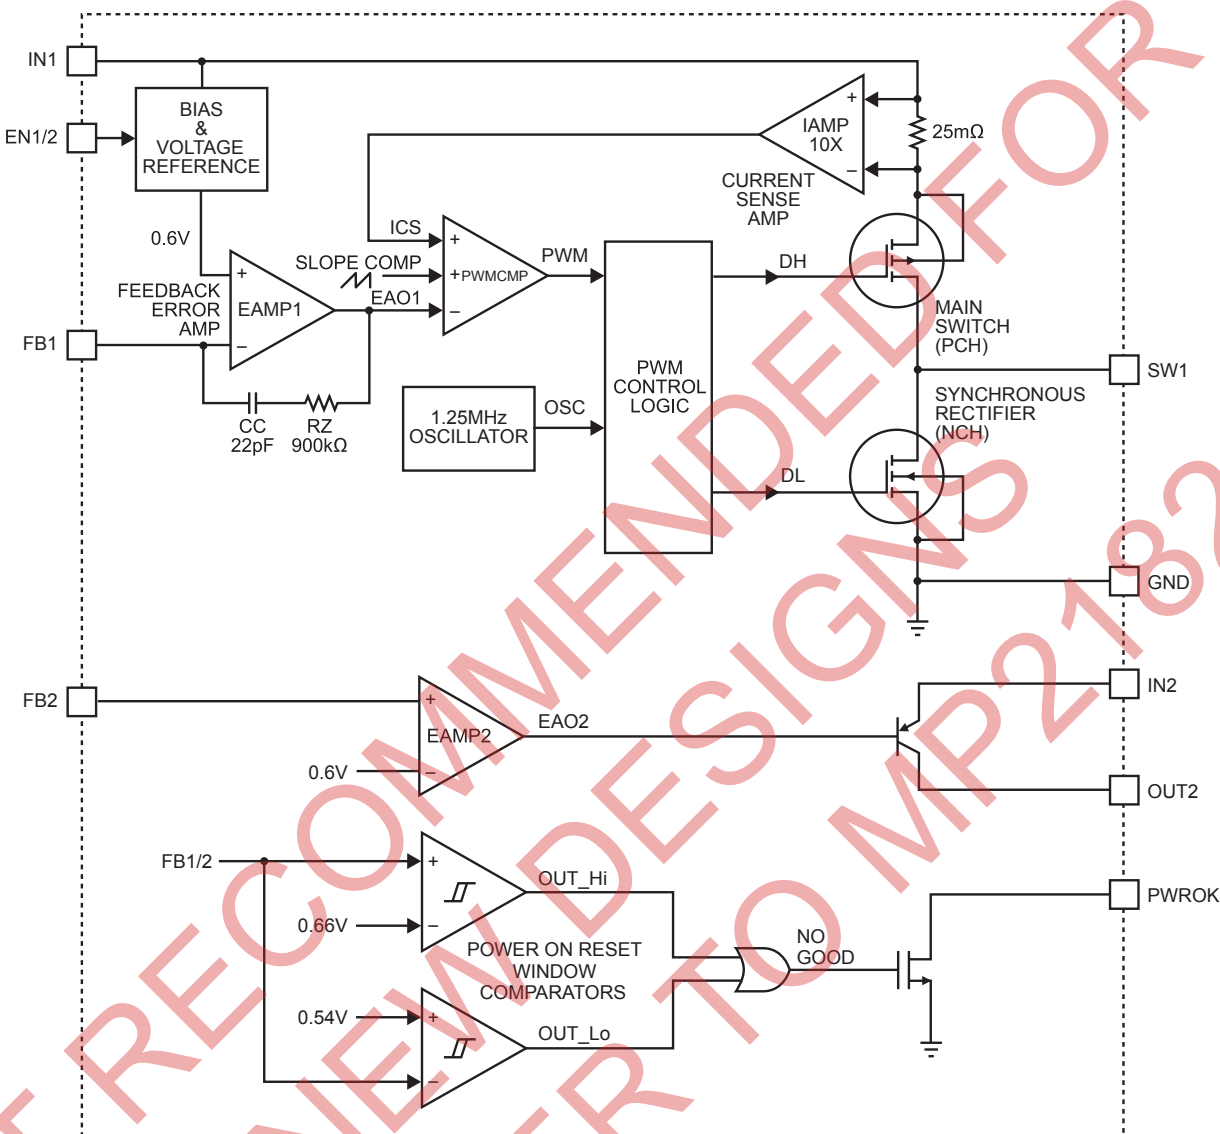 IN1
EN1/2
BIAS
&
VOLTAGE
REFERENCE
0.6V
FEEDBACK
ERROR
AMP
EAMP1
+
−
FB1
CC
22pF
RZ
900kΩ
ICS
SLOPE COMP
EAO1
+
+PWMCMP
−
PWM
1.25MHz
OSCILLATOR
OSC
PWM
CONTROL
LOGIC
IAMP
10X
+
−
CURRENT
SENSE
AMP
25mΩ
DH
MAIN
SWITCH
(PCH)
SW1
SYNCHRONOUS
RECTIFIER
(NCH)
DL
GND
FB2
+
EAMP2
−
0.6V
EAO2
IN2
OUT2
FB1/2
+
0.66V
−
OUT_Hi
POWER ON RESET
WINDOW
COMPARATORS
0.54V
+
−
OUT_Lo
NO
GOOD
PWROK
RECOMMENDED FOR
NEW DESIGNS
TO MP2182